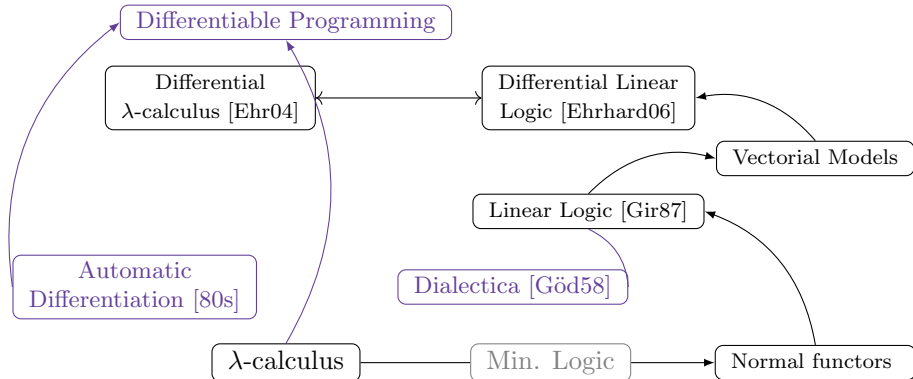 Differentiable Programming
Differential
λ-calculus [Ehr04]
Differential Linear
Logic [Ehrhard06]
Vectorial Models
Linear Logic [Gir87]
Automatic
Differentiation [80s]
Dialectica [Göd58]
λ-calculus
Min. Logic
Normal functors